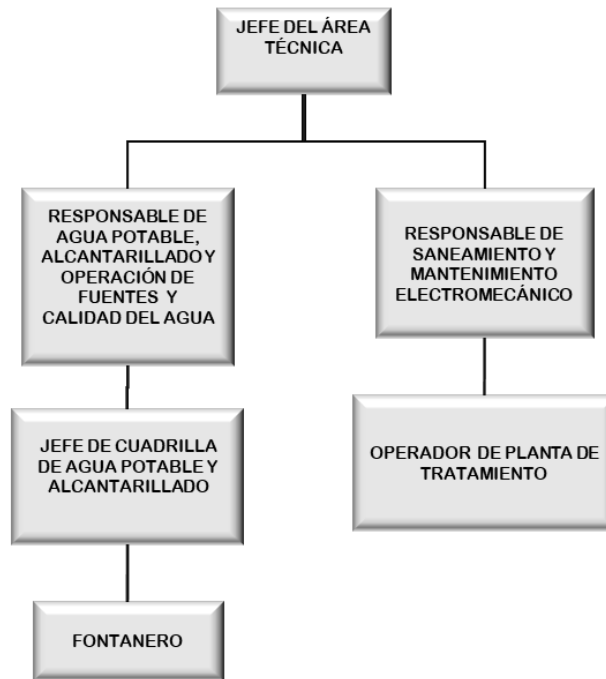 JEFE DEL ÁREA
TÉCNICA
RESPONSABLE DE
AGUA POTABLE,
ALCANTARILLADO Y
OPERACIÓN DE
FUENTES Y
CALIDAD DEL AGUA
RESPONSABLE DE
SANEAMIENTO Y
MANTENIMIENTO
ELECTROMECÁNICO
JEFE DE CUADRILLA
DE AGUA POTABLE Y
ALCANTARILLADO
OPERADOR DE PLANTA DE
TRATAMIENTO
FONTANERO